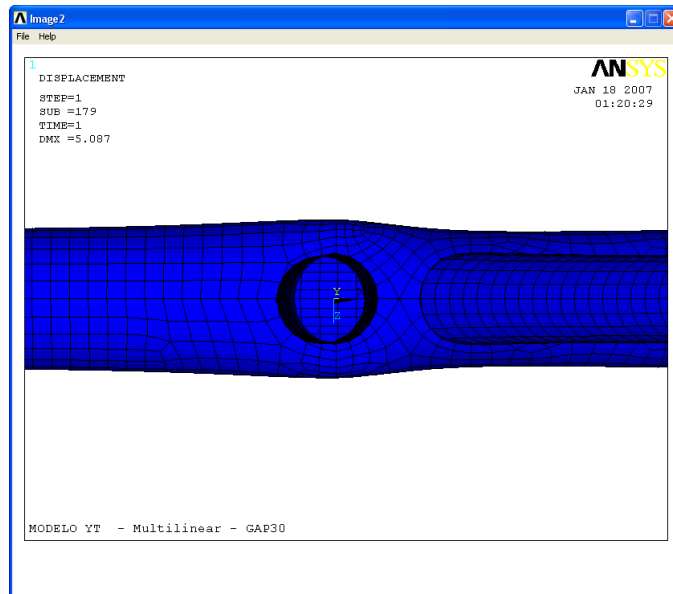 Image2
File Help
1
DISPLACEMENT
STEP=1
SUB =179
TIME=1
DMX =5.087
ANSYS
JAN 18 2007
01:20:29
Y
Z
MODELO YT - Multilinear - GAP30